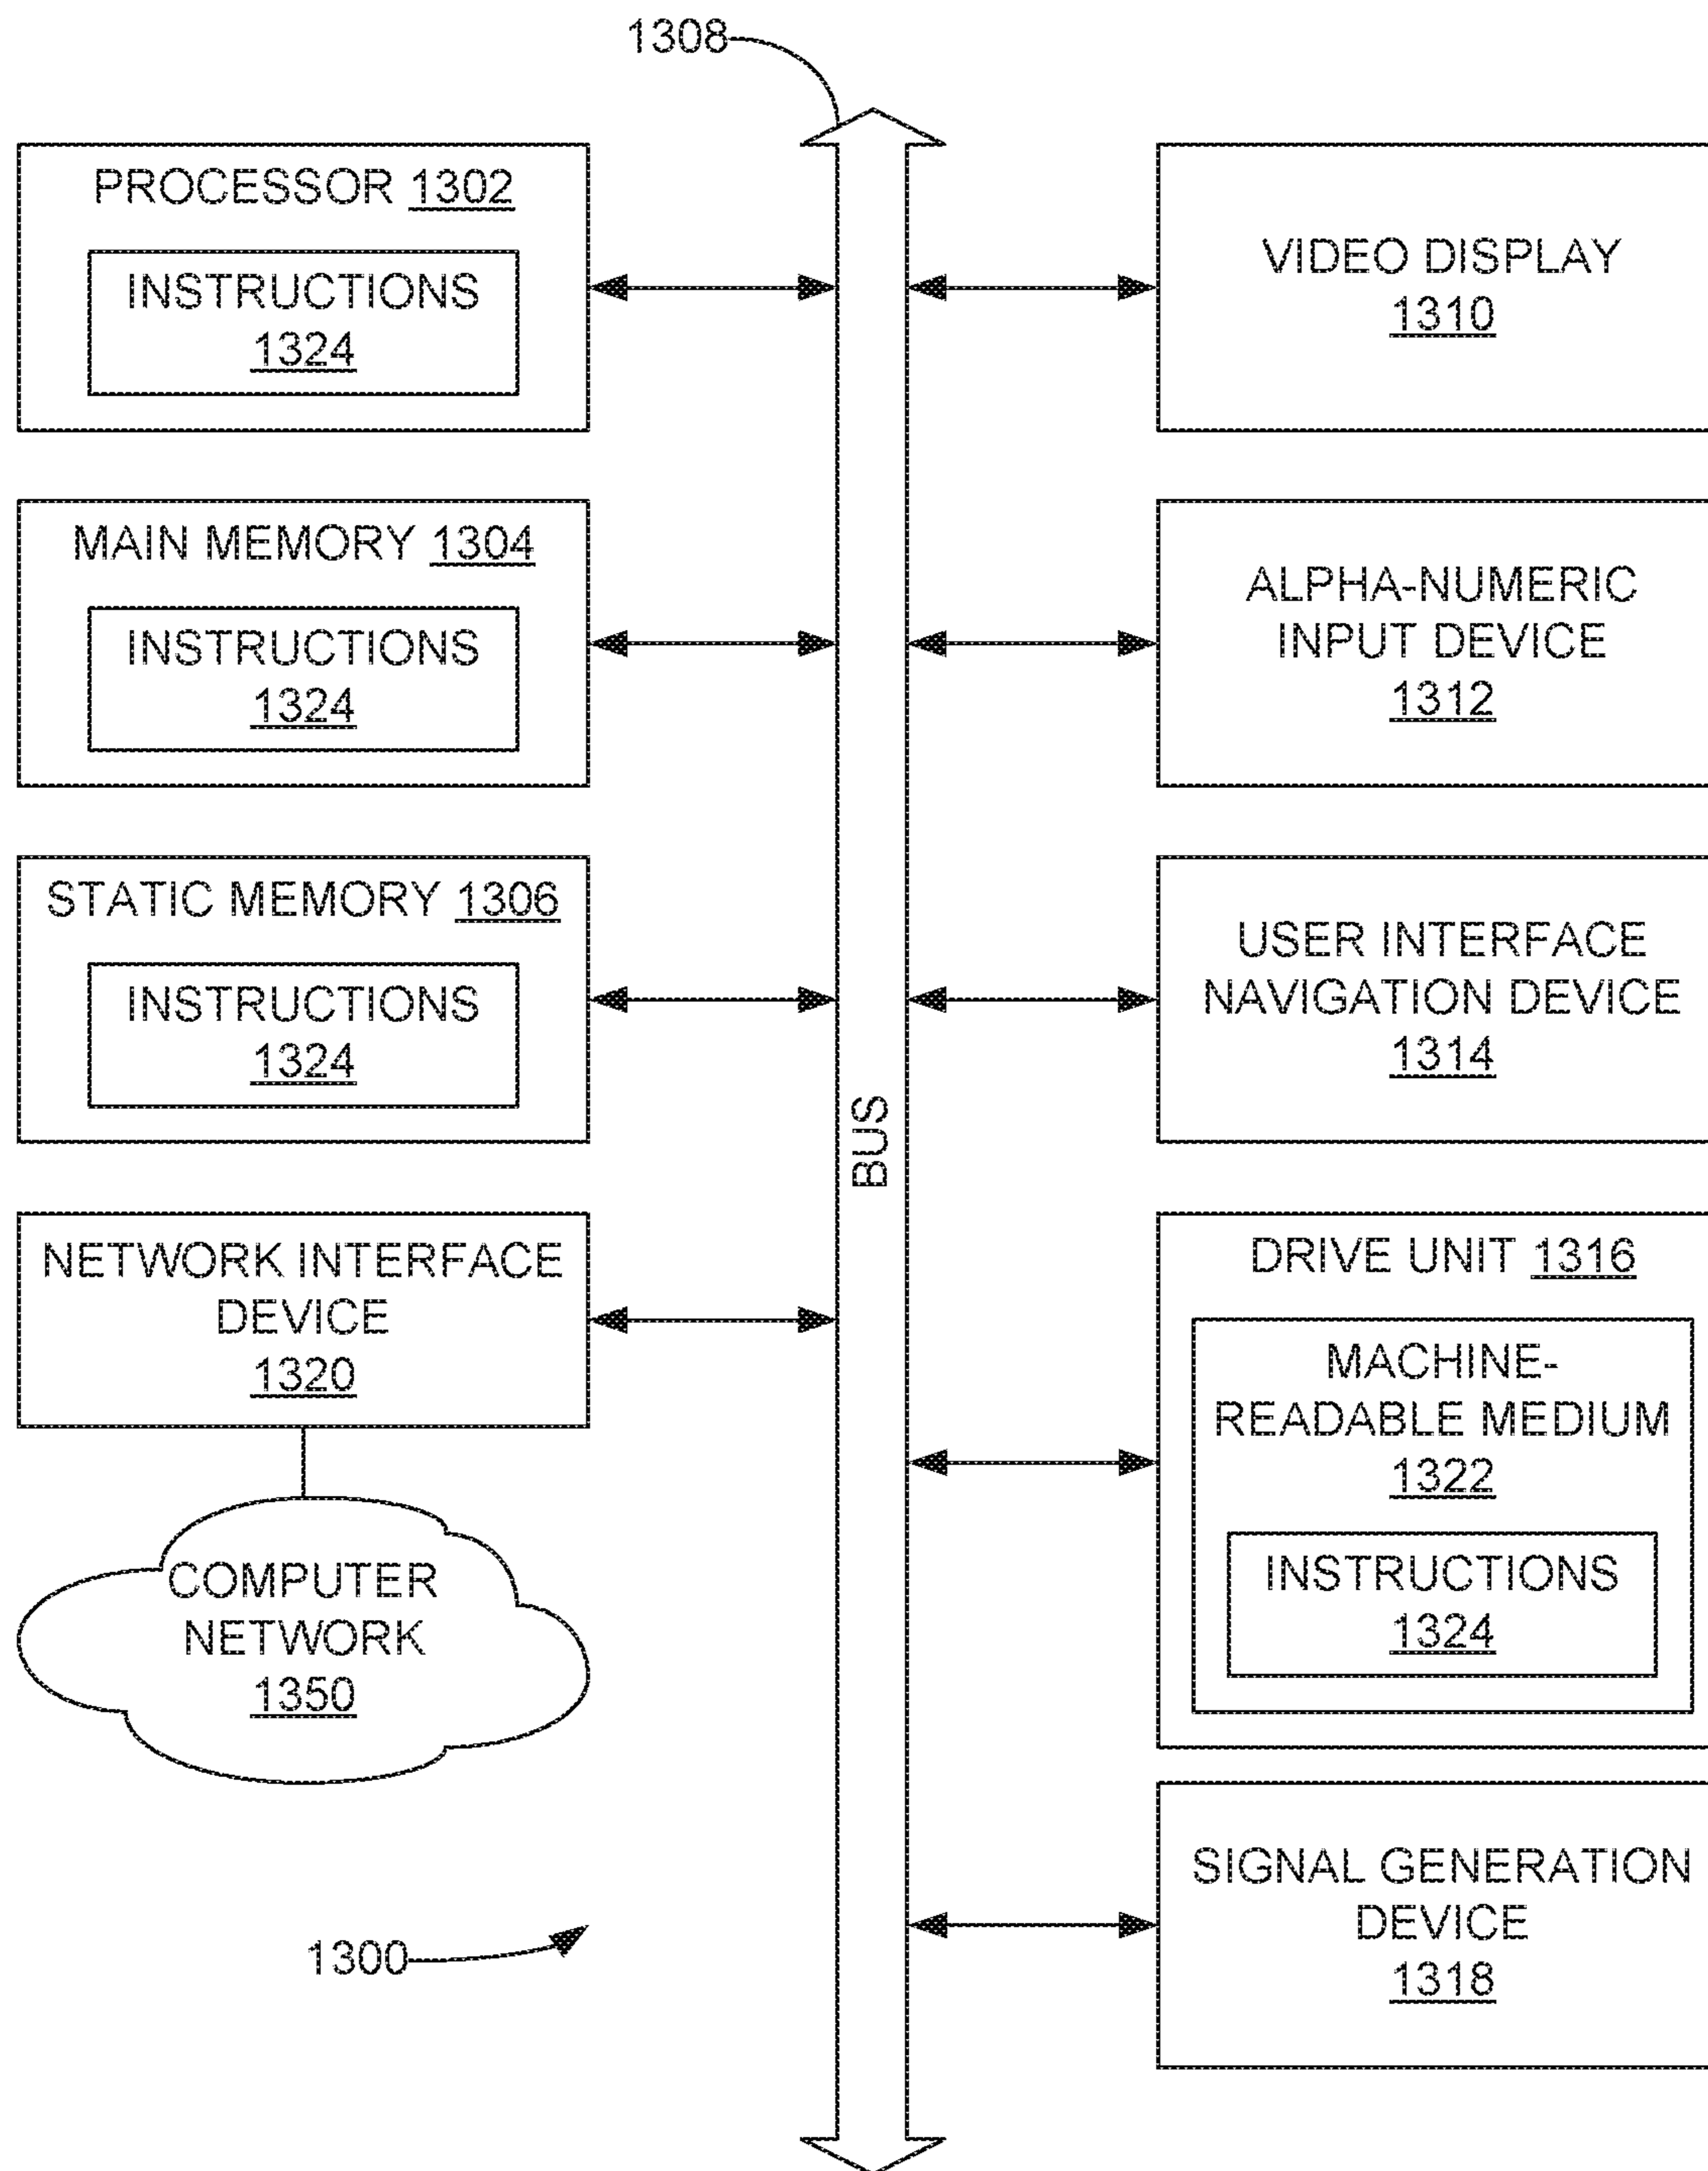 1308
PROCESSOR 1302
INSTRUCTIONS
1324
MAIN MEMORY 1304
INSTRUCTIONS
1324
STATIC MEMORY 1306
INSTRUCTIONS
1324
NETWORK INTERFACE
DEVICE
1320
COMPUTER
NETWORK
1350
1300
BUS
VIDEO DISPLAY
1310
ALPHA-NUMERIC
INPUT DEVICE
1312
USER INTERFACE
NAVIGATION DEVICE
1314
DRIVE UNIT 1316
MACHINE-
READABLE MEDIUM
1322
INSTRUCTIONS
1324
SIGNAL GENERATION
DEVICE
1318